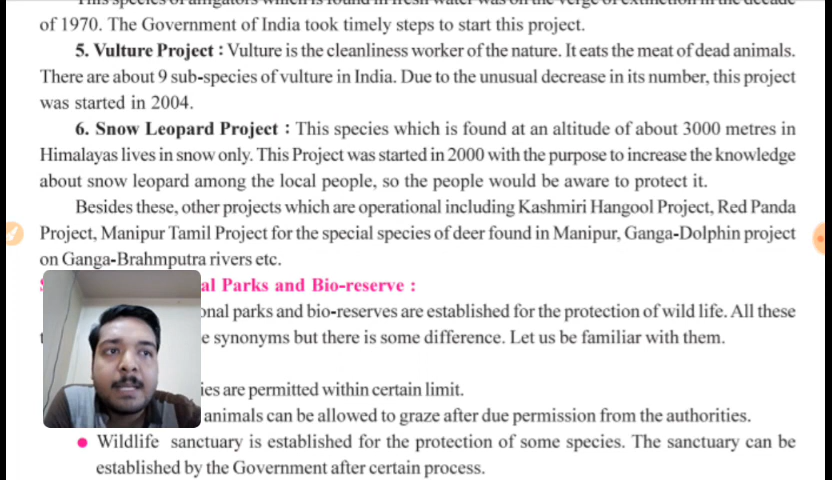 of 1970. The Government of India took timely steps to start this project.
5. Vulture Project : Vulture is the cleanliness worker of the nature. It eats the meat of dead animals.
There are about 9 sub-species of vulture in India. Due to the unusual decrease in its number, this project
was started in 2004.
6. Snow Leopard Project : This species which is found at an altitude of about 3000 metres in
Himalayas lives in snow only. This Project was started in 2000 with the purpose to increase the knowledge
about snow leopard among the local people, so the people would be aware to protect it.
Besides these, other projects which are operational including Kashmiri Hangool Project, Red Panda
Project, Manipur Tamil Project for the special species of deer found in Manipur, Ganga-Dolphin project
on Ganga-Brahmputra rivers etc.
al Parks and Bio-reserve :
onal parks and bio-reserves are established for the protection of wild life. All these
e synonyms but there is some difference. Let us be familiar with them.
ies are permitted within certain limit.
animals can be allowed to graze after due permission from the authorities.
● Wildlife sanctuary is established for the protection of some species. The sanctuary can be
established by the Government after certain process.